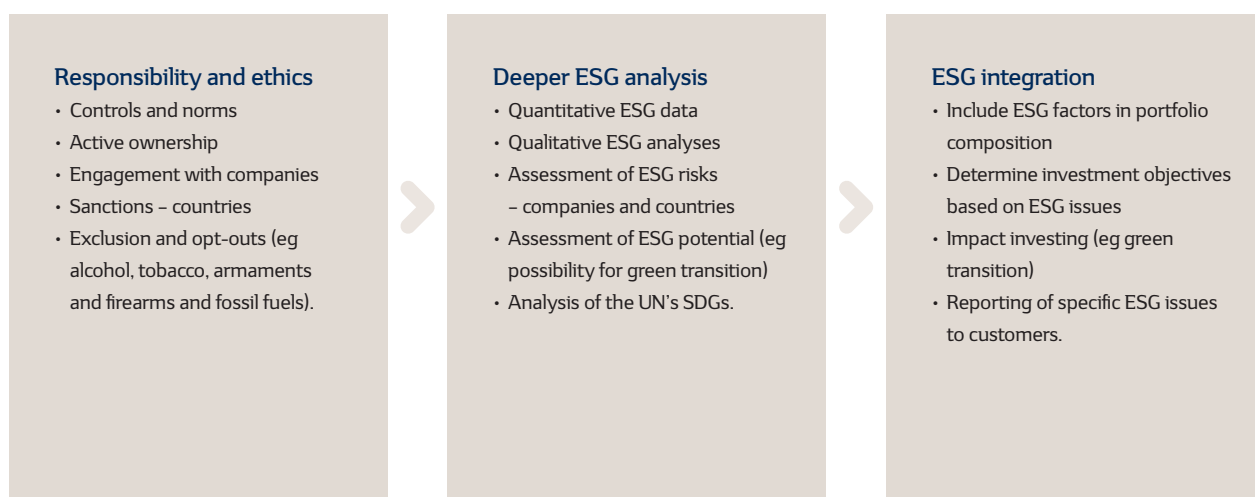 Responsibility and ethics
• Controls and norms
• Active ownership
• Engagement with companies
• Sanctions – countries
• Exclusion and opt-outs (eg
alcohol, tobacco, armaments
and firearms and fossil fuels).
Deeper ESG analysis
• Quantitative ESG data
• Qualitative ESG analyses
• Assessment of ESG risks
– companies and countries
• Assessment of ESG potential (eg
possibility for green transition)
• Analysis of the UN's SDGs.
ESG integration
• Include ESG factors in portfolio
composition
• Determine investment objectives
based on ESG issues
• Impact investing (eg green
transition)
• Reporting of specific ESG issues
to customers.